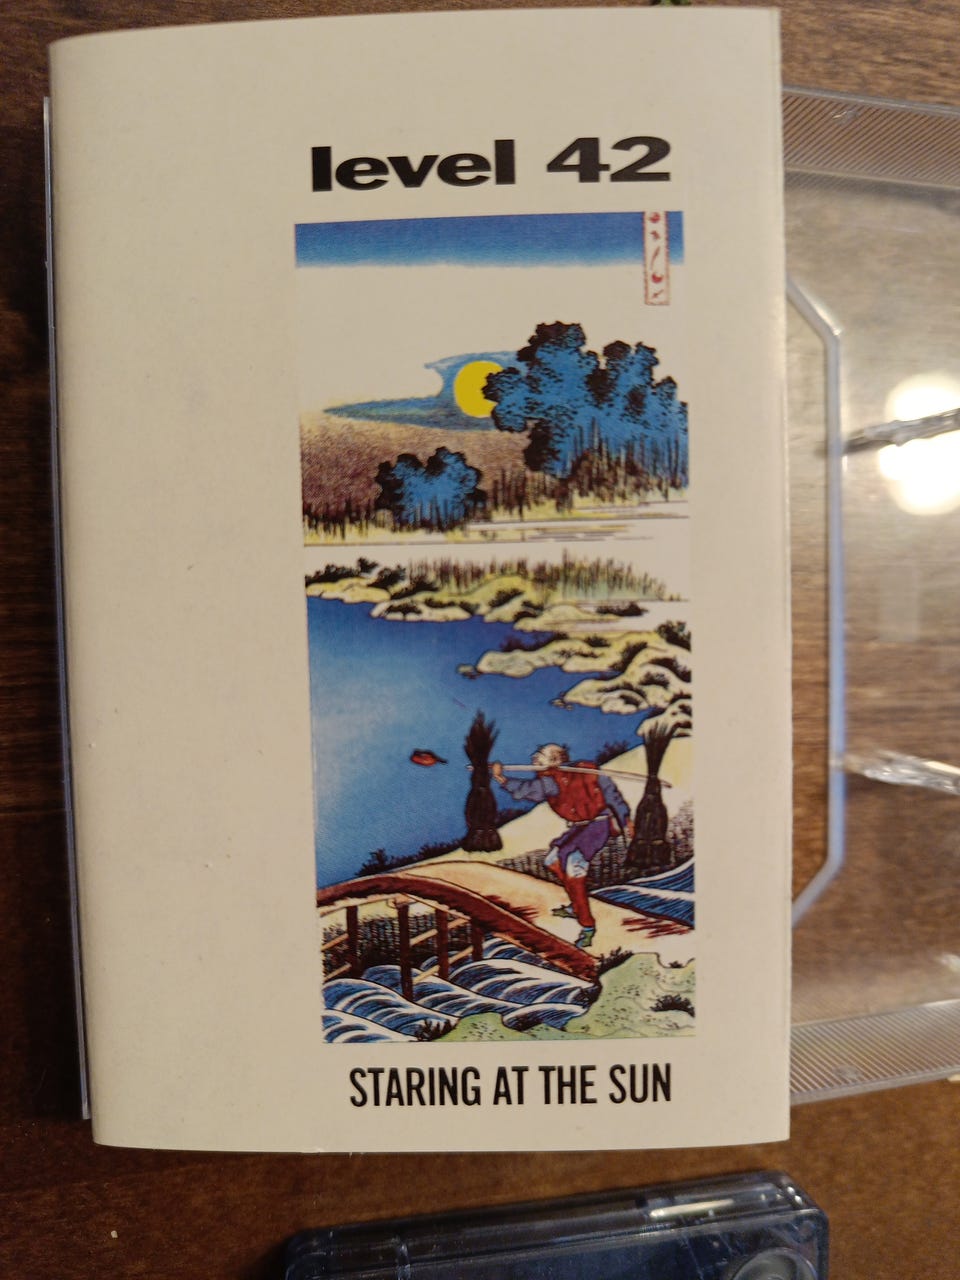 level 42
STARING AT THE SUN